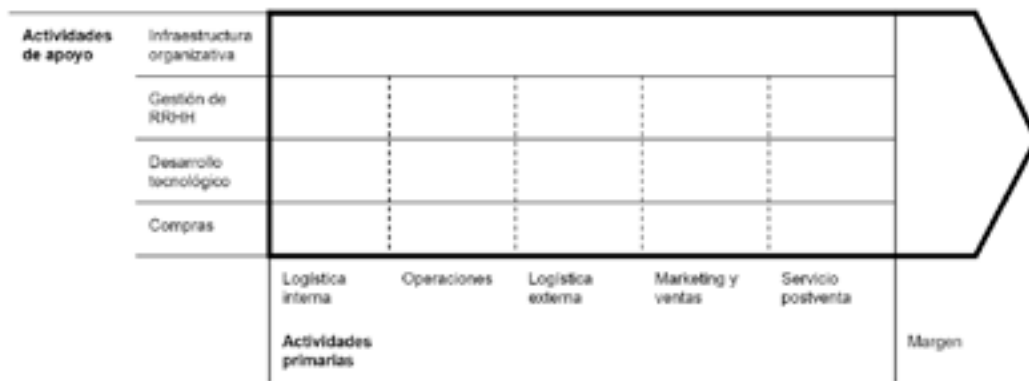 Actividades
de apoyo
Infraestructura
organizativa
Gestión de
RRHH
Desarrollo
tecnológico
Compras
Logística
interna
Operaciones
Logística
externa
Marketing y
ventas
Servicio
postventa
Actividades
primarias
Margen